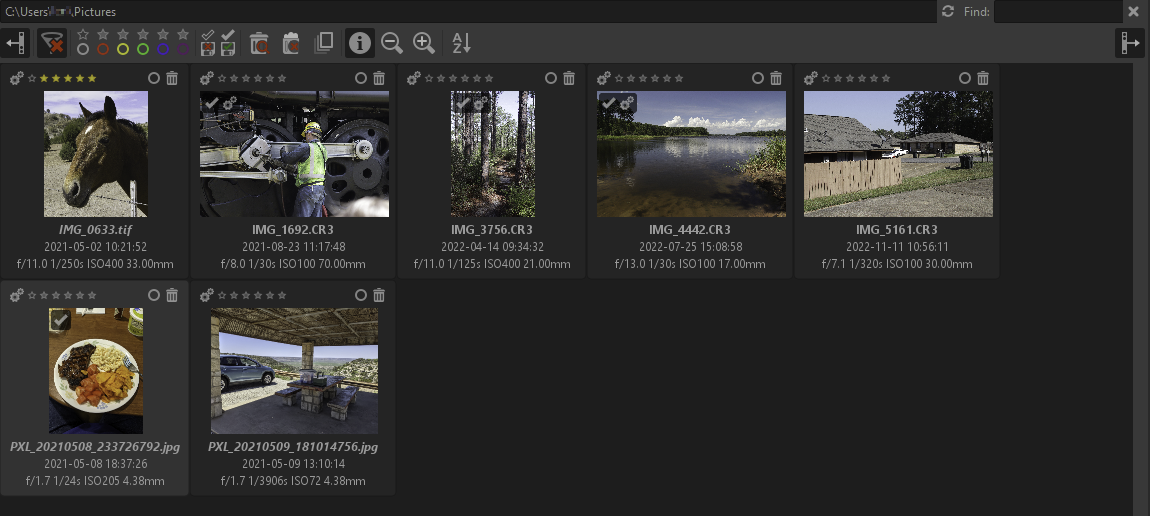 C:\Users\ \Pictures
Find:
IMG_0633.tif
2021-05-02 10:21:52
f/11.0 1/250s ISO400 33.00mm
IMG_1692.CR3
2021-08-23 11:17:48
f/8.0 1/30s ISO100 70.00mm
IMG_3756.CR3
2022-04-14 09:34:32
f/11.0 1/125s ISO400 21.00mm
IMG_4442.CR3
2022-07-25 15:08:58
f/13.0 1/30s ISO100 17.00mm
IMG_5161.CR3
2022-11-11 10:56:11
f/7.1 1/320s ISO100 30.00mm
PXL_20210508_233726792.jpg
2021-05-08 18:37:26
f/1.7 1/24s ISO205 4.38mm
PXL_20210509_181014756.jpg
2021-05-09 13:10:14
f/1.7 1/3906s ISO72 4.38mm